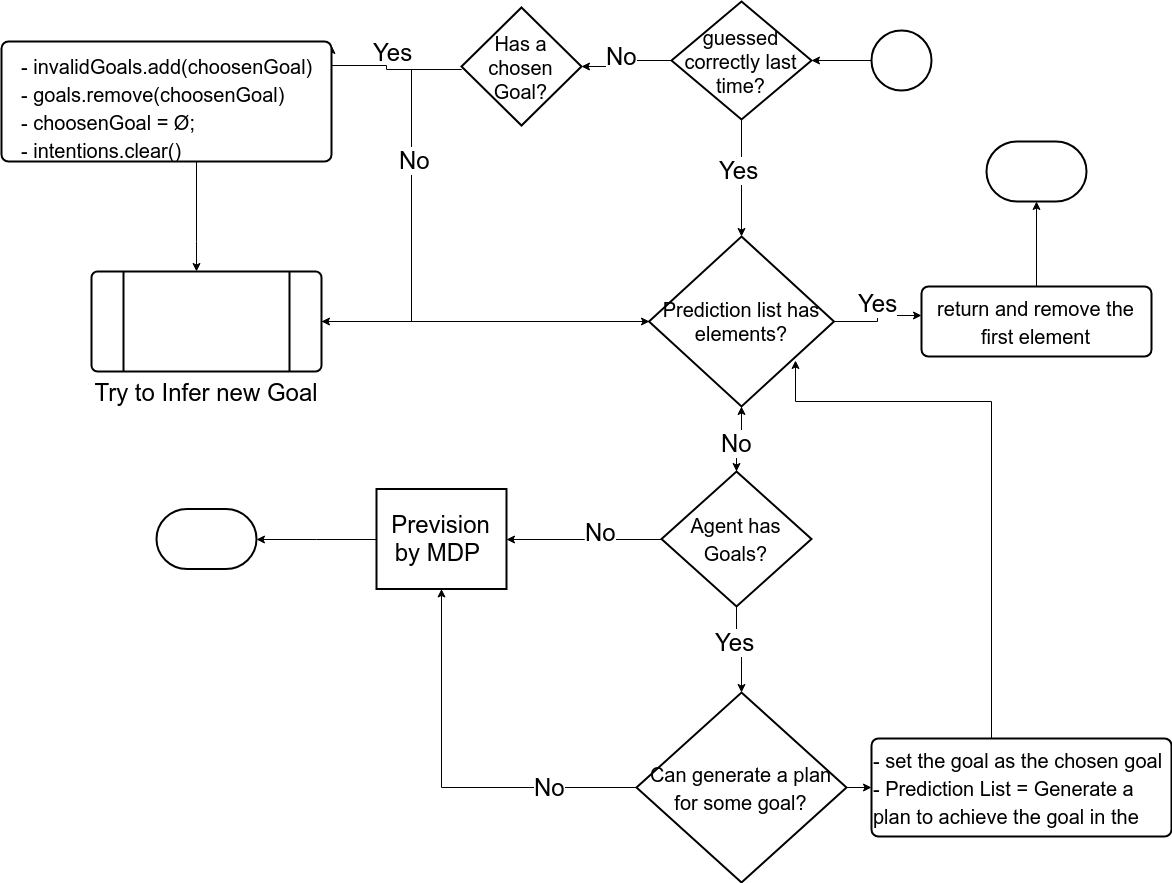 guessed
correctly last
time?
No
Has a
chosen
Goal?
Yes
- invalidGoals.add(choosenGoal)
- goals.remove(choosenGoal)
- choosenGoal = Ø;
- intentions.clear()
No
Yes
Try to Infer new Goal
Prediction list has
elements?
Yes
return and remove the
first element
No
Agent has
Goals?
No
Prevision
by MDP
Yes
Can generate a plan
for some goal?
No
- set the goal as the chosen goal
- Prediction List = Generate a
plan to achieve the goal in the